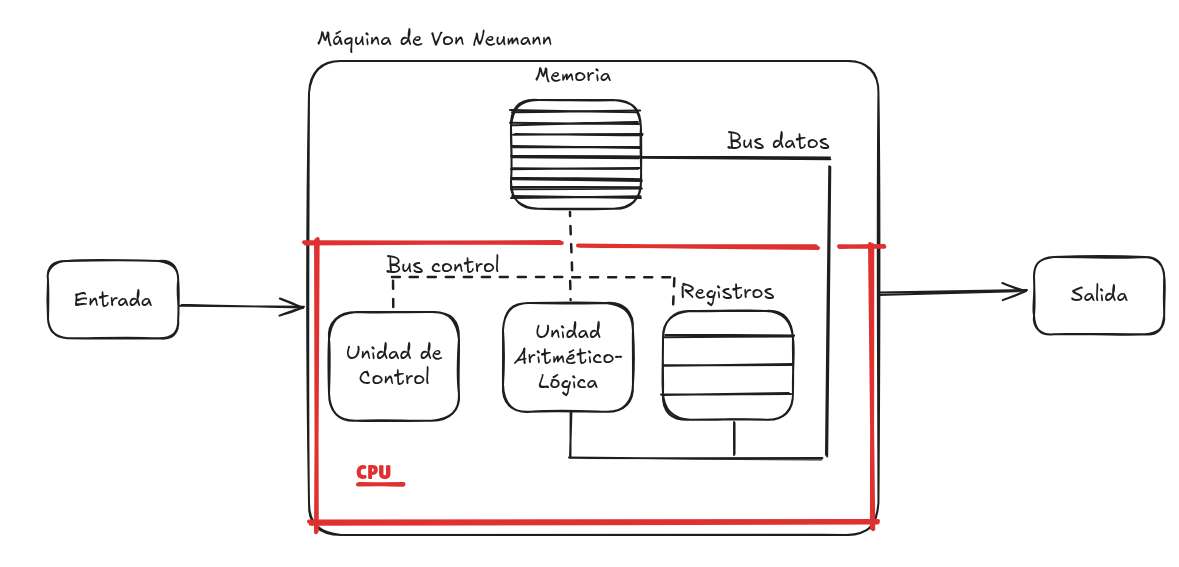 Máquina de Von Neumann
Memoria
Bus datos
Bus control
Registros
Entrada
Unidad de
Control
Unidad
Aritmético-
Lógica
Salida
CPU